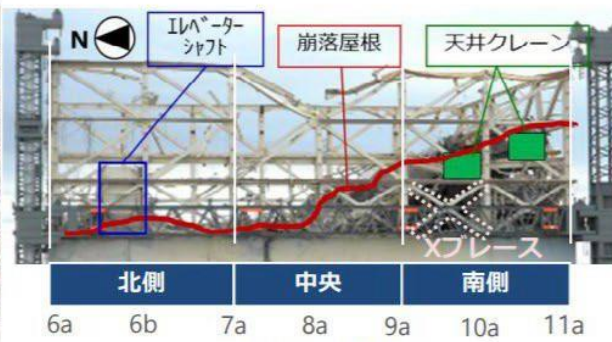 N
エレベーター
シャフト
崩落屋根
天井クレーン
Xブレース
北側
中央
南側
6a
6b
7a
8a
9a
10a
11a